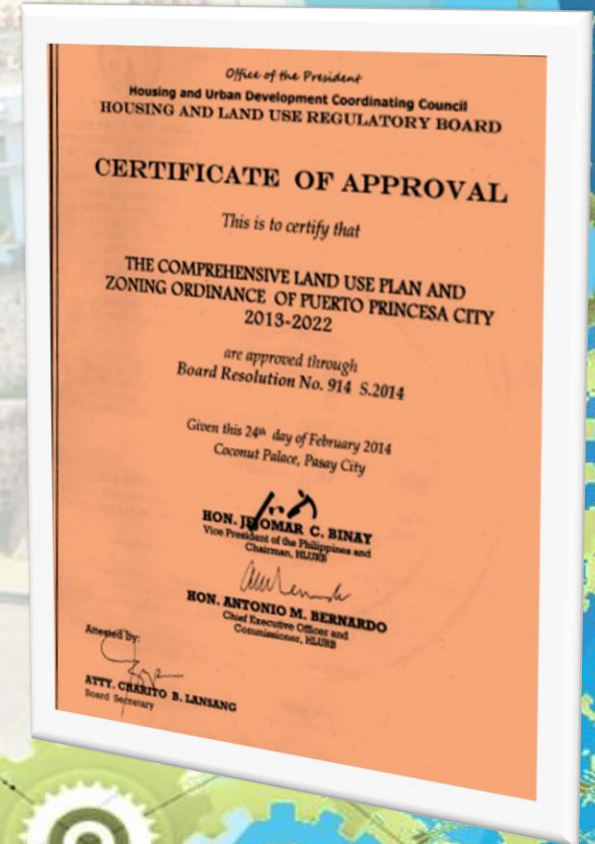 Office of the President
Housing and Urban Development Coordinating Council
HOUSING AND LAND USE REGULATORY BOARD
CERTIFICATE OF APPROVAL
This is to certify that
THE COMPREHENSIVE LAND USE PLAN AND
ZONING ORDINANCE OF PUERTO PRINCESA CITY
2013-2022
are approved through
Board Resolution No. 914 S.2014
Given this 24th day of February 2014
Coconut Palace, Pasay City
HON. JEJOMAR C. BINAY
Vice President of the Philippines and
Chairman, HLURB
HON. ANTONIO M. BERNARDO
Chief Executive Officer and
Commissioner, HLURB
Attested by:
ATTY. CHARITO B. LANSANG
Board Secretary